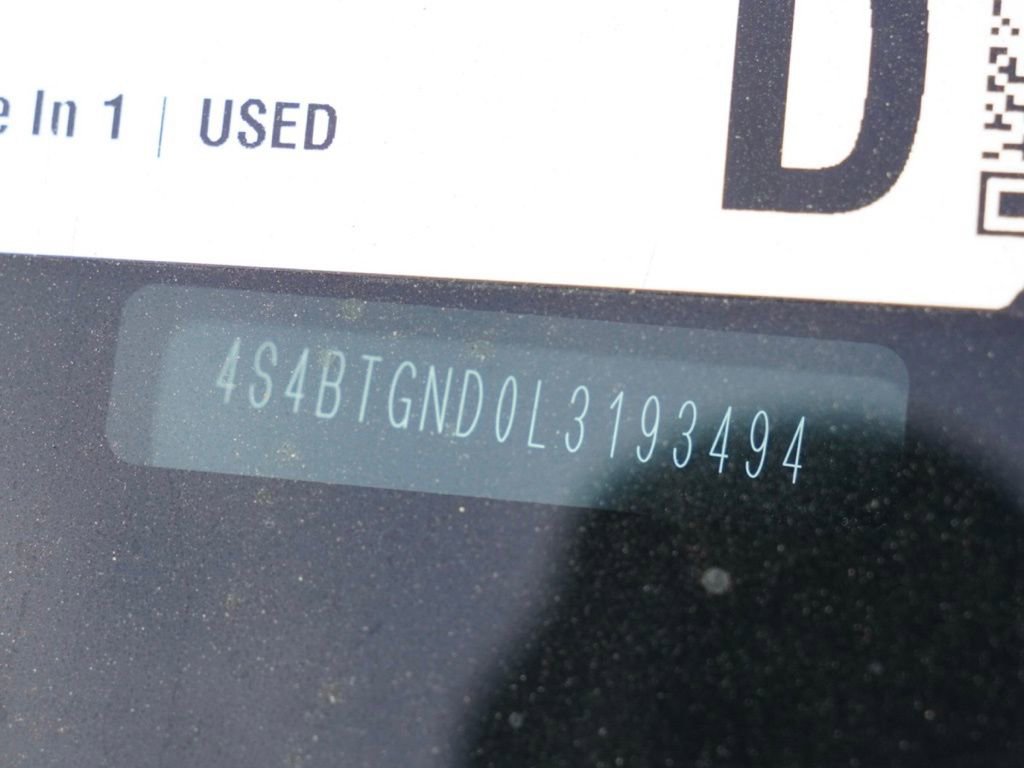 In 1 | USED
D
4S4BTGND0L3193494